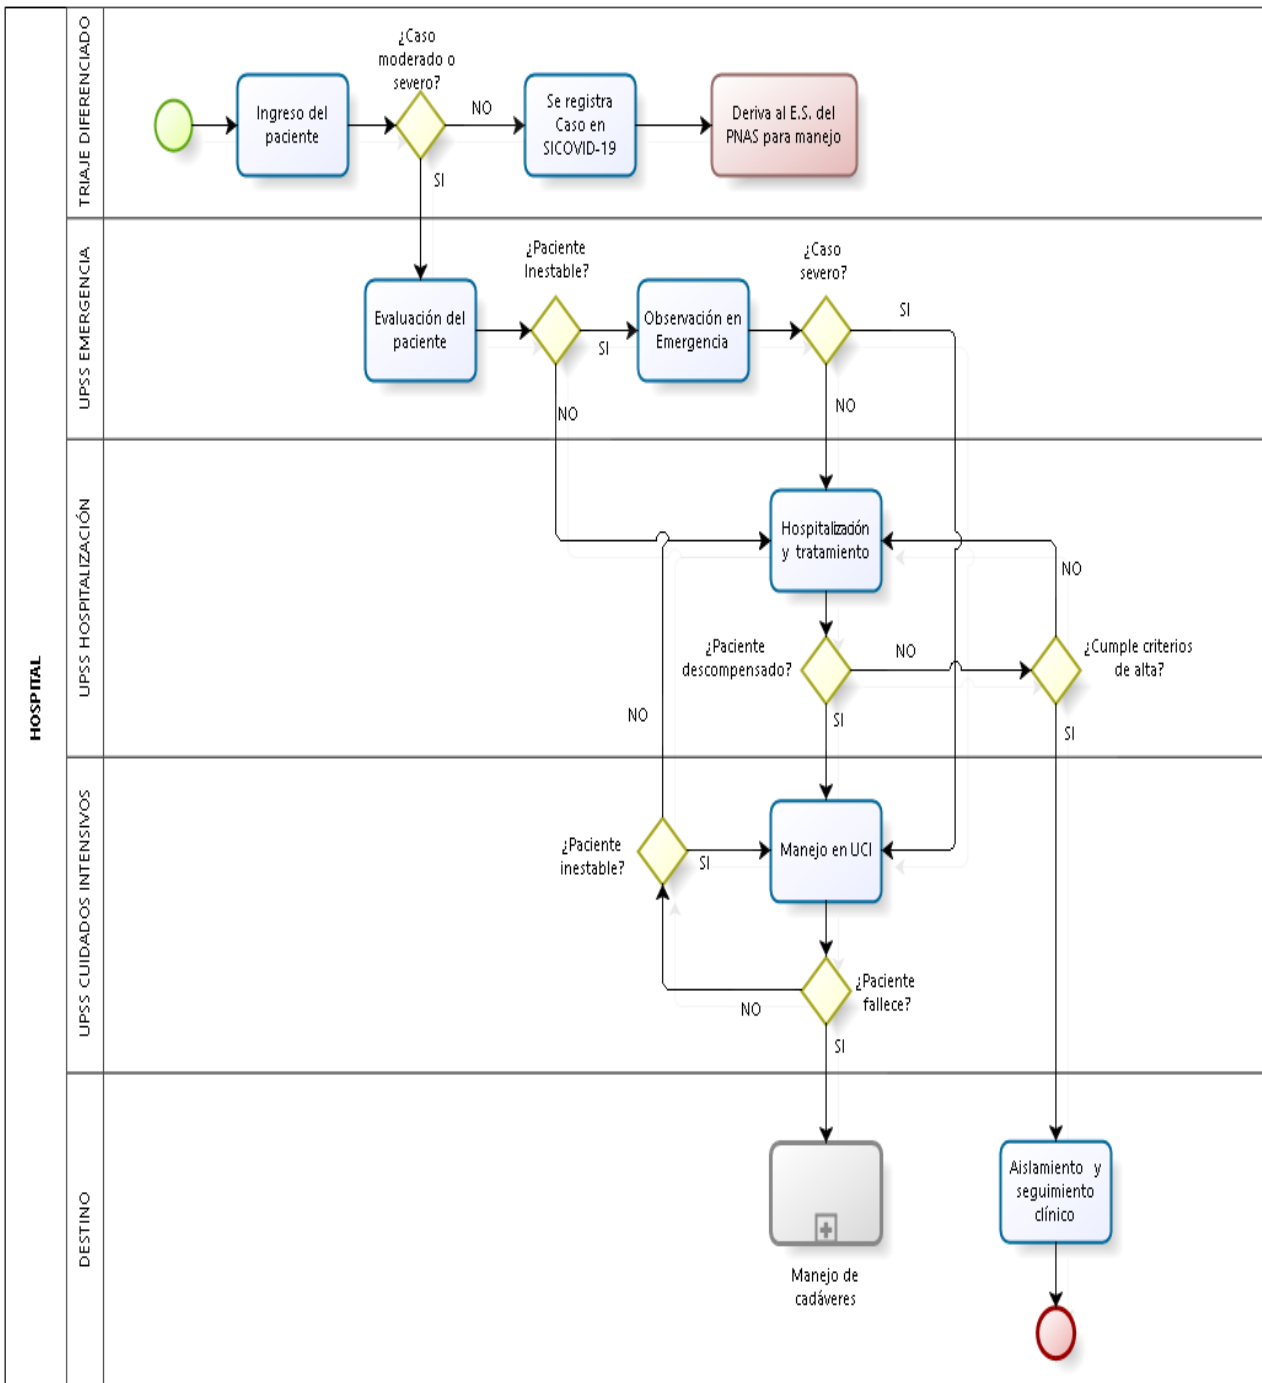 HOSPITAL
TRIAJE DIFERENCIADO
¿Caso
moderado o
severo?
Ingreso del
paciente
NO
Se registra
Caso en
SICOVID-19
Deriva al E.S. del
PNAS para manejo
SI
UPSS EMERGENCIA
¿Paciente
Inestable?
¿Caso
severo?
Evaluación del
paciente
SI
Observación en
Emergencia
SI
NO
NO
UPSS HOSPITALIZACIÓN
Hospitalización
y tratamiento
NO
¿Paciente
descompensado?
NO
¿Cumple criterios
de alta?
NO
SI
SI
UPSS CUIDADOS INTENSIVOS
¿Paciente
inestable?
SI
Manejo en UCI
¿Paciente
fallece?
NO
SI
DESTINO
Aislamiento y
seguimiento
clínico
Manejo de
cadáveres